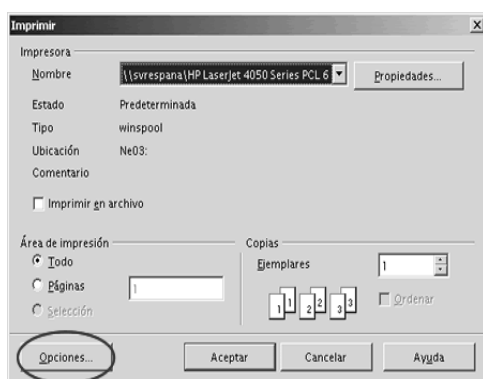 Imprimir
Impresora
Nombre \\svrespana\HP LaserJet 4050 Series PCL 6 Propiedades...
Estado Predeterminada
Tipo winspool
Ubicación Ne03:
Comentario
Imprimir en archivo
Área de impresión
Todo
Páginas 1
Selección
Copias
Ejemplares 1
1 1 2 2 3 3
Ordenar
Opciones... Aceptar Cancelar Ayuda